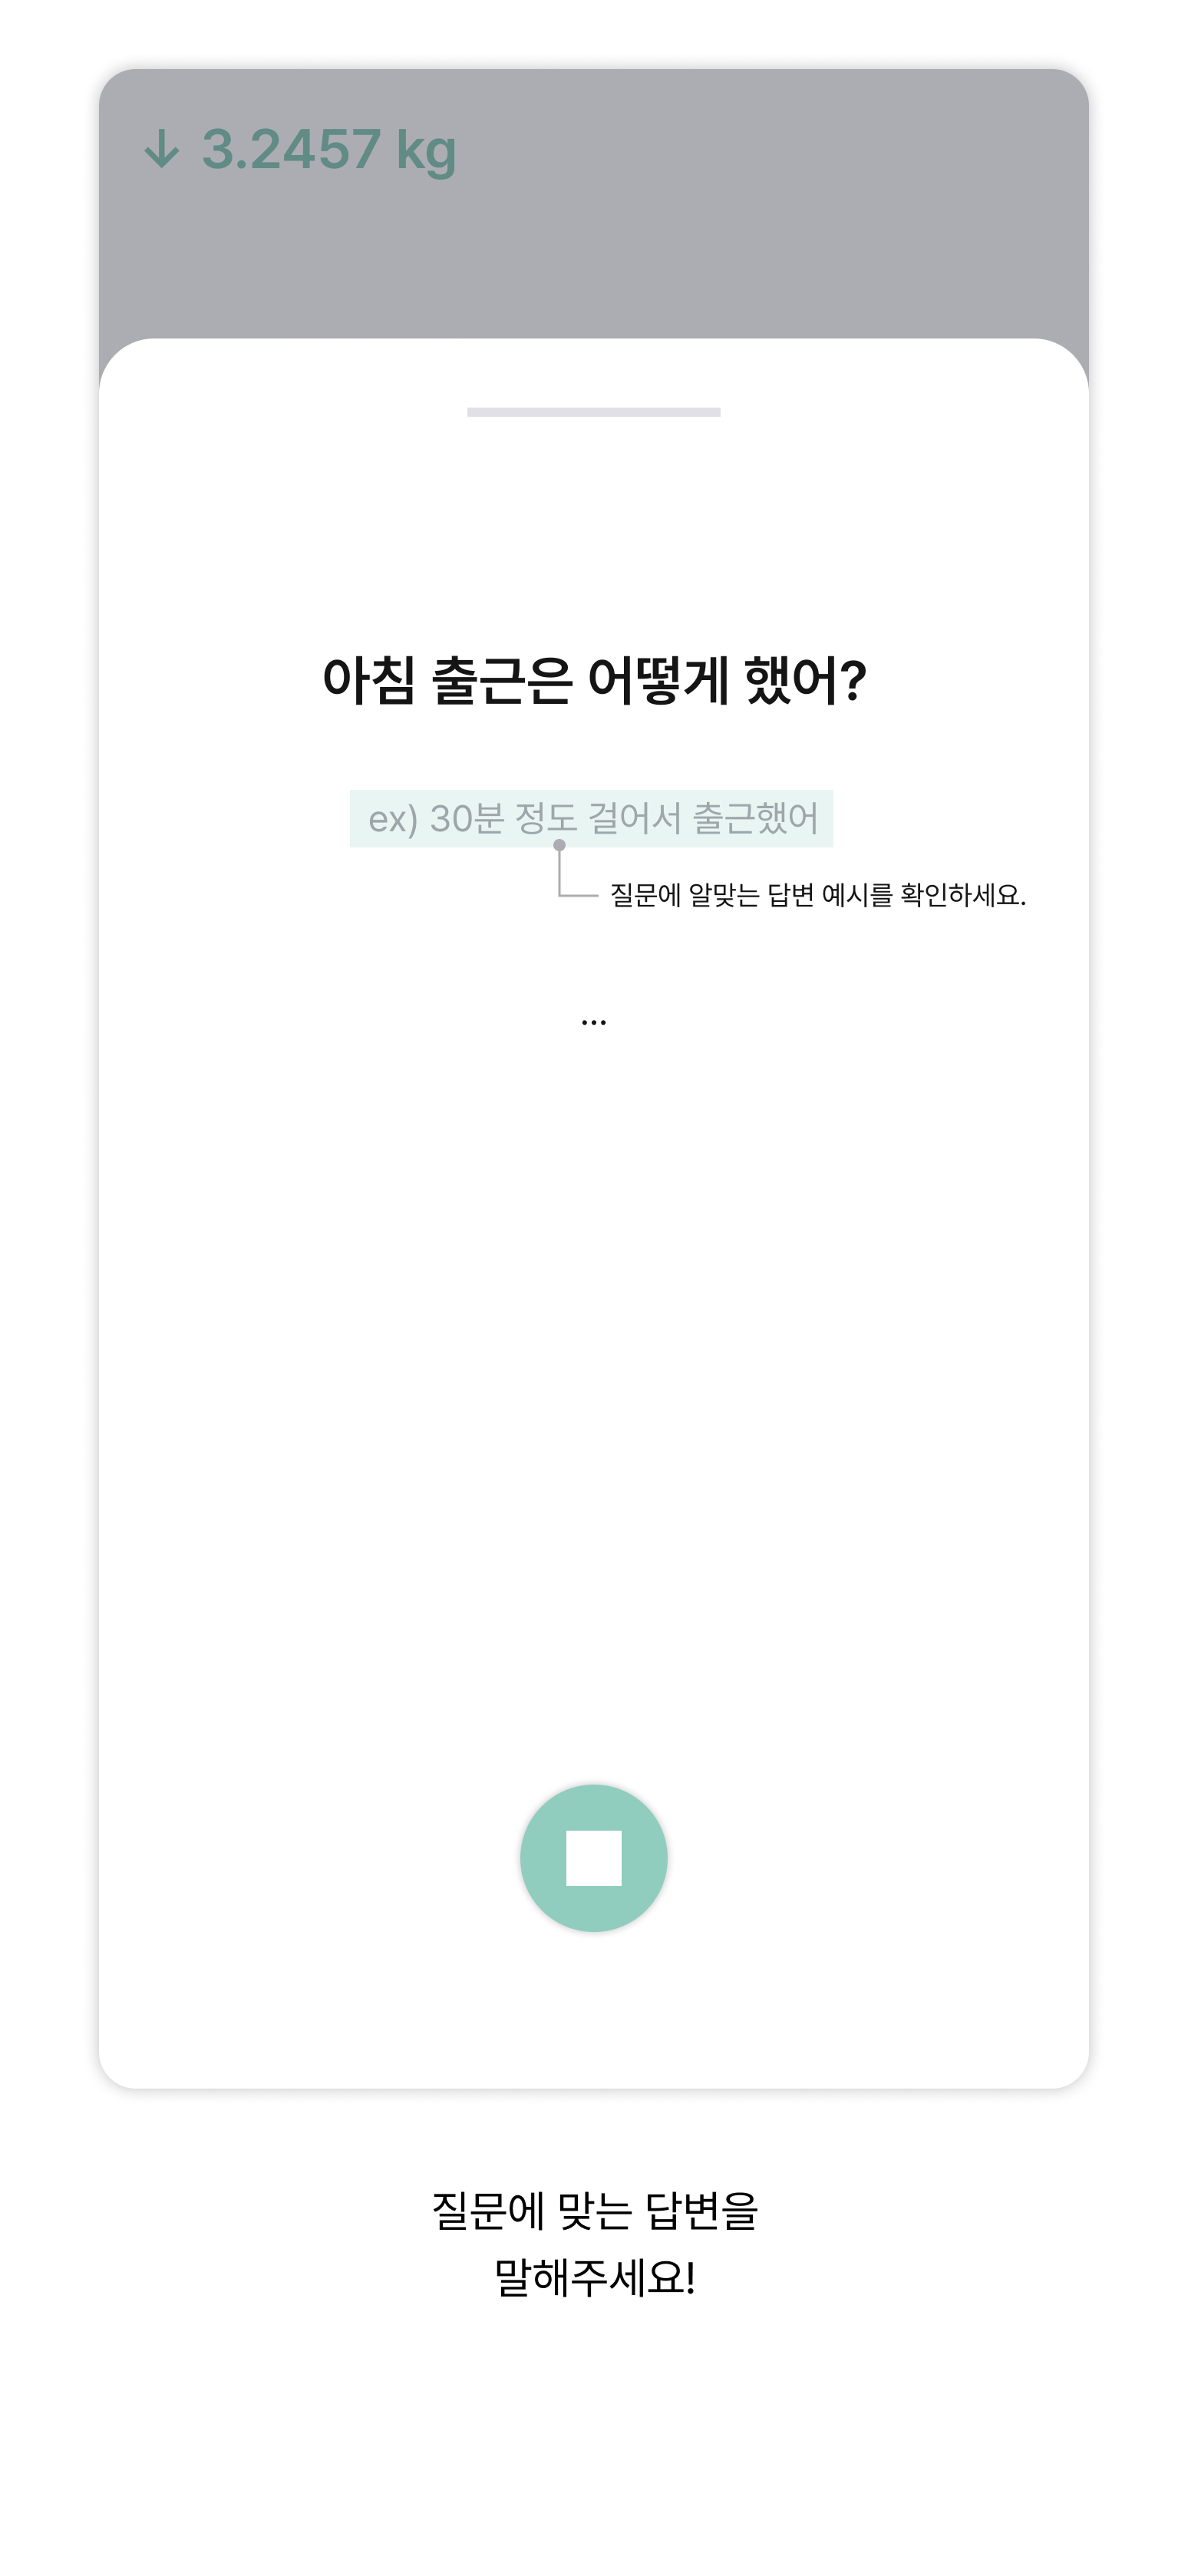 ↓ 3.2457 kg
아침 출근은 어떻게 했어?
ex) 30분 정도 걸어서 출근했어
질문에 알맞는 답변 예시를 확인하세요.
...
질문에 맞는 답변을
말해주세요!